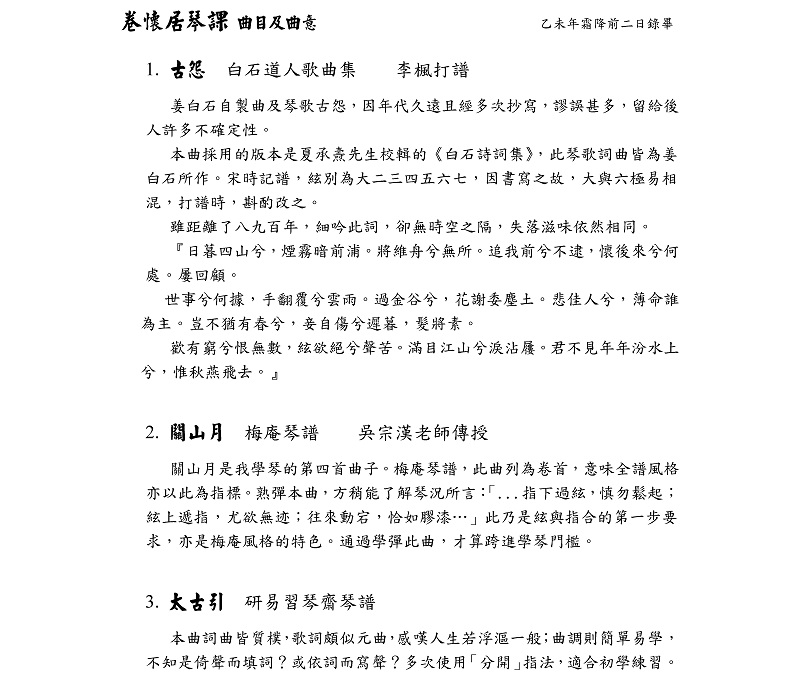 卷懷居琴課 曲目及曲意 乙未年霜降前二日錄畢
1. 古怨 白石道人歌曲集 李楓打譜
姜白石自製曲及琴歌古怨，因年代久遠且經多次抄寫，謬誤甚多，留給後
人許多不確定性。
本曲採用的版本是夏承燾先生校輯的《白石詩詞集》，此琴歌詞曲皆為姜
白石所作。宋時記譜，絃別為大二三四五六七，因書寫之故，大與六極易相
混，打譜時，斟酌改之。
雖距離了八九百年，細吟此詞，卻無時空之隔，失落滋味依然相同。
『日暮四山兮，煙霧暗前浦。將維舟兮無所。追我前兮不逮，懷後來兮何
處。屢回顧。
世事兮何據，手翻覆兮雲雨。過金谷兮，花謝委塵土。悲佳人兮，薄命誰
為主。豈不猶有春兮，妾自傷兮遲暮，髮將素。
歡有窮兮恨無數，絃欲絕兮聲苦。滿目江山兮淚沾屨。君不見年年汾水上
兮，惟秋燕飛去。』
2. 關山月 梅庵琴譜 吳宗漢老師傳授
關山月是我學琴的第四首曲子。梅庵琴譜，此曲列為卷首，意味全譜風格
亦以此為指標。熟彈本曲，方稍能了解琴況所言：「...指下過絃，慎勿鬆起；
絃上遞指，尤欲無迹；往來動宕，恰如膠漆…」此乃是絃與指合的第一步要
求，亦是梅庵風格的特色。通過學彈此曲，才算跨進學琴門檻。
3. 太古引 研易習琴齋琴譜
本曲詞曲皆質樸，歌詞頗似元曲，感嘆人生若浮漚一般；曲調則簡單易學，
不知是倚聲而填詞？或依詞而寫聲？多次使用「分開」指法，適合初學練習。